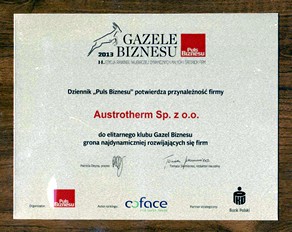 GAZELE
BIZNESU
2013
Puls
Biznesu
Dziennik „Puls Biznesu" potwierdza przynależność firmy
Austrotherm Sp. z o.o.
do elitarnego klubu Gazel Biznesu
grona najdynamiczniej rozwijających się firm
Organizator:
Puls
Biznesu
coface
Bank Polski